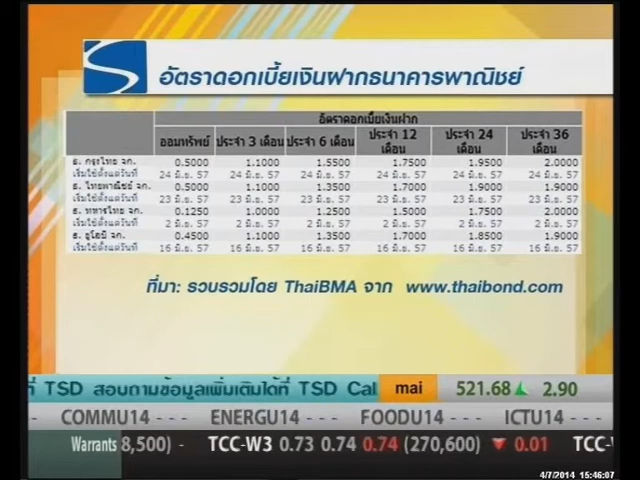 อัตราดอกเบี้ยเงินฝากธนาคารพาณิชย์
อัตราดอกเบี้ยเงินฝาก
ออมทรัพย์ ประจำ 3 เดือน ประจำ 6 เดือน ประจำ 12 เดือน ประจำ 24 เดือน ประจำ 36 เดือน
ธ. กรุงไทย จก. 0.5000 1.1000 1.5500 1.7500 1.9500 2.0000
เริ่มใช้ตั้งแต่วันที่ 24 มิ.ย. 57 24 มิ.ย. 57 24 มิ.ย. 57 24 มิ.ย. 57 24 มิ.ย. 57 24 มิ.ย. 57
ธ. ไทยพาณิชย์ จก. 0.5000 1.1000 1.3500 1.7000 1.9000 1.9000
เริ่มใช้ตั้งแต่วันที่ 23 มิ.ย. 57 23 มิ.ย. 57 23 มิ.ย. 57 23 มิ.ย. 57 23 มิ.ย. 57 23 มิ.ย. 57
ธ. ทหารไทย จก. 0.1250 1.0000 1.2500 1.5000 1.7500 2.0000
เริ่มใช้ตั้งแต่วันที่ 2 มิ.ย. 57 2 มิ.ย. 57 2 มิ.ย. 57 2 มิ.ย. 57 2 มิ.ย. 57 2 มิ.ย. 57
ธ. ยูโอบี จก. 0.4500 1.1000 1.3500 1.7000 1.8500 1.9000
เริ่มใช้ตั้งแต่วันที่ 16 มิ.ย. 57 16 มิ.ย. 57 16 มิ.ย. 57 16 มิ.ย. 57 16 มิ.ย. 57 16 มิ.ย. 57
ที่มา: รวบรวมโดย ThaiBMA จาก www.thaibond.com
ที่ TSD สอบถามข้อมูลเพิ่มเติมได้ที่ TSD Cal mai 521.68 ▲ 2.90
- COMMU14 - - - ENERGU14 - - - FOODU14 - - - ICTU14 - -
Warrants 8,500) - TCC-W3 0.73 0.74 0.74 (270,600) ▼ 0.01 TCC-
4/7/2014 15:46:07